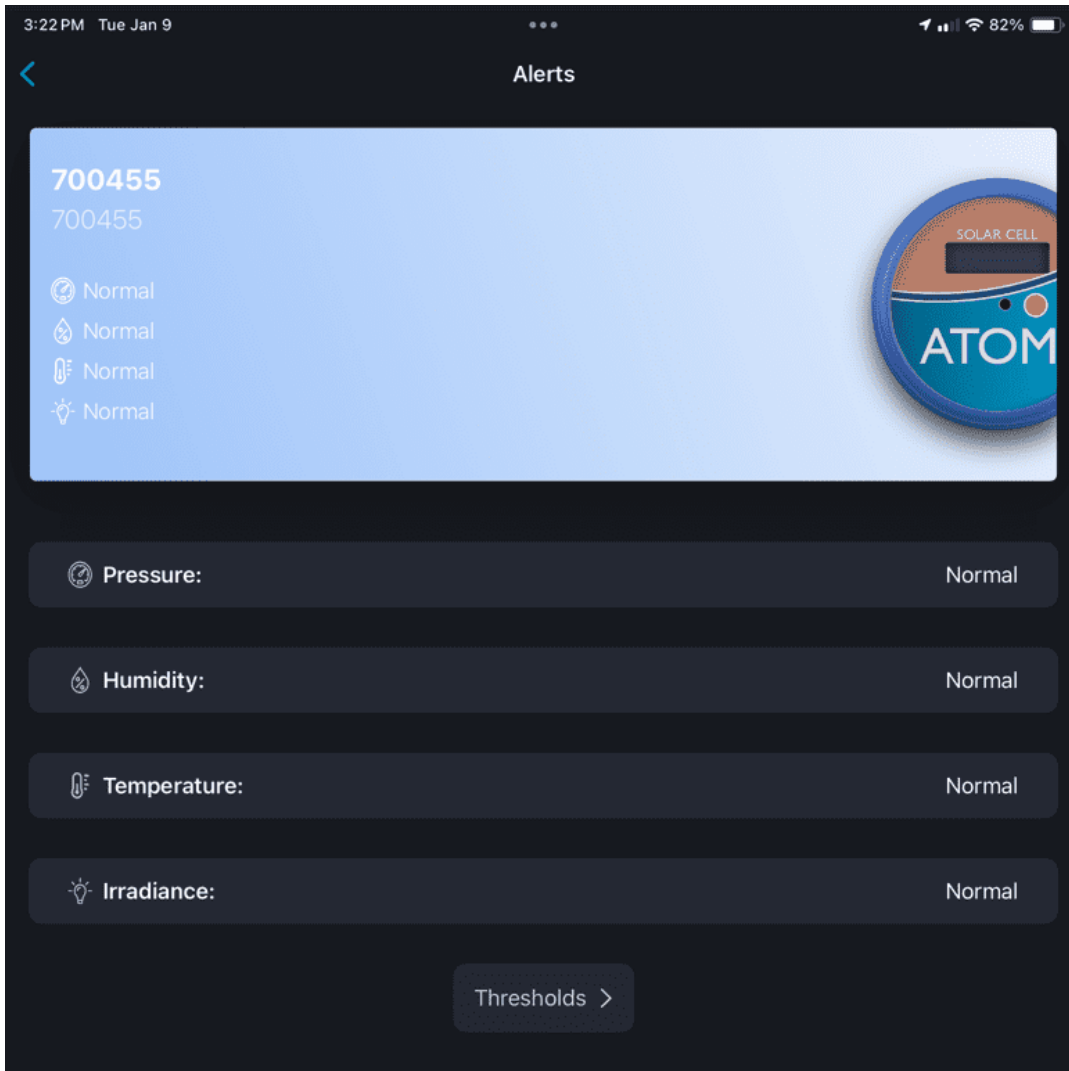 3:22 PM Tue Jan 9
82%
Alerts
700455
700455
SOLAR CELL
Normal
Normal
ATOM
Normal
Normal
Pressure: Normal
Humidity: Normal
Temperature: Normal
Irradiance: Normal
Thresholds